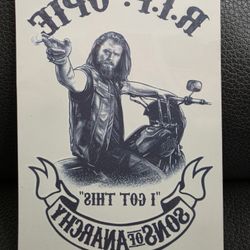 R.I.P. OPIE
"I GOT THIS"
SONS OF ANARCHY